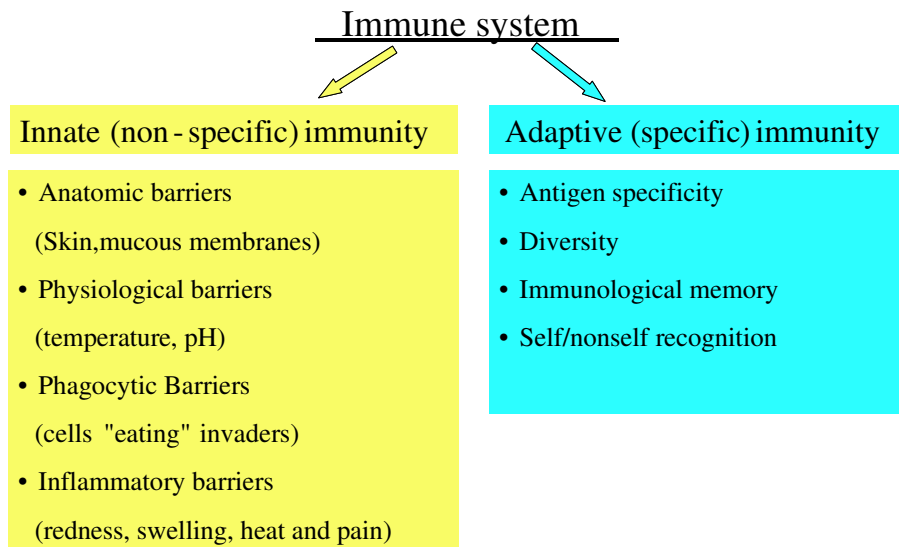 Immune system
Innate (non-specific) immunity
• Anatomic barriers
(Skin,mucous membranes)
• Physiological barriers
(temperature, pH)
• Phagocytic Barriers
(cells "eating" invaders)
• Inflammatory barriers
(redness, swelling, heat and pain)
Adaptive (specific) immunity
• Antigen specificity
• Diversity
• Immunological memory
• Self/nonself recognition